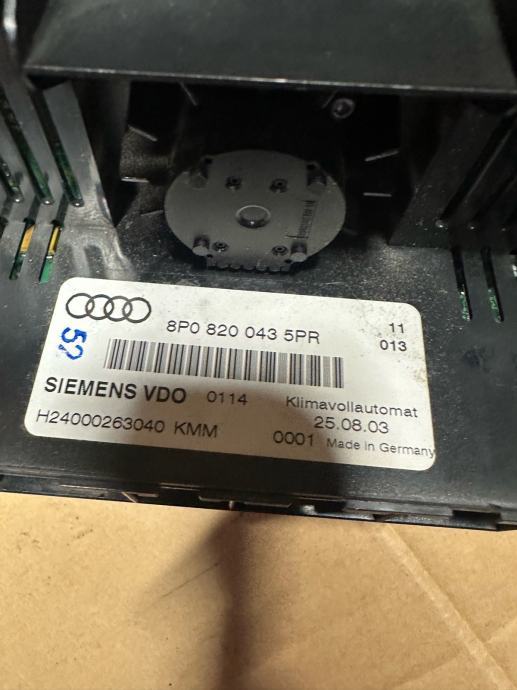 8P0 820 043 5PR
11
013
52
SIEMENS VDO 0114 Klimavollautomat
25.08.03
H24000263040 KMM 0001 Made in Germany